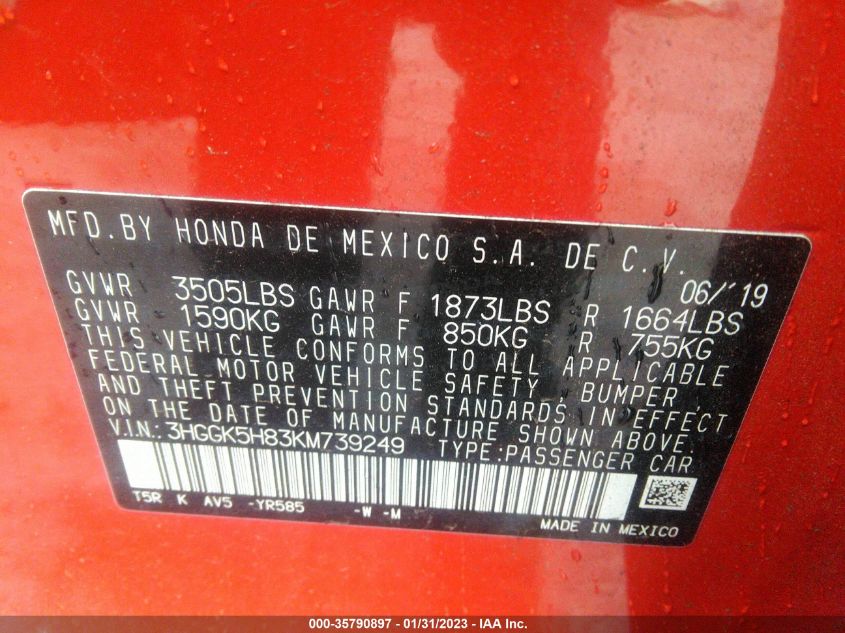 MFD. BY HONDA DE MEXICO S.A. DE C.V.
06/'19
GVWR 3505LBS GAWR F 1873LBS R 1664LBS
GVWR 1590KG GAWR F 850KG R 755KG
THIS VEHICLE CONFORMS TO ALL APPLICABLE
FEDERAL MOTOR VEHICLE SAFETY, BUMPER
AND THEFT PREVENTION STANDARDS IN EFFECT
ON THE DATE OF MANUFACTURE SHOWN ABOVE.
V.I.N.: 3HGGK5H83KM739249 TYPE:PASSENGER CAR
T5R K AV5 -YR585 -W -M
MADE IN MEXICO
000-35790897 - 01/31/2023 - IAA Inc.